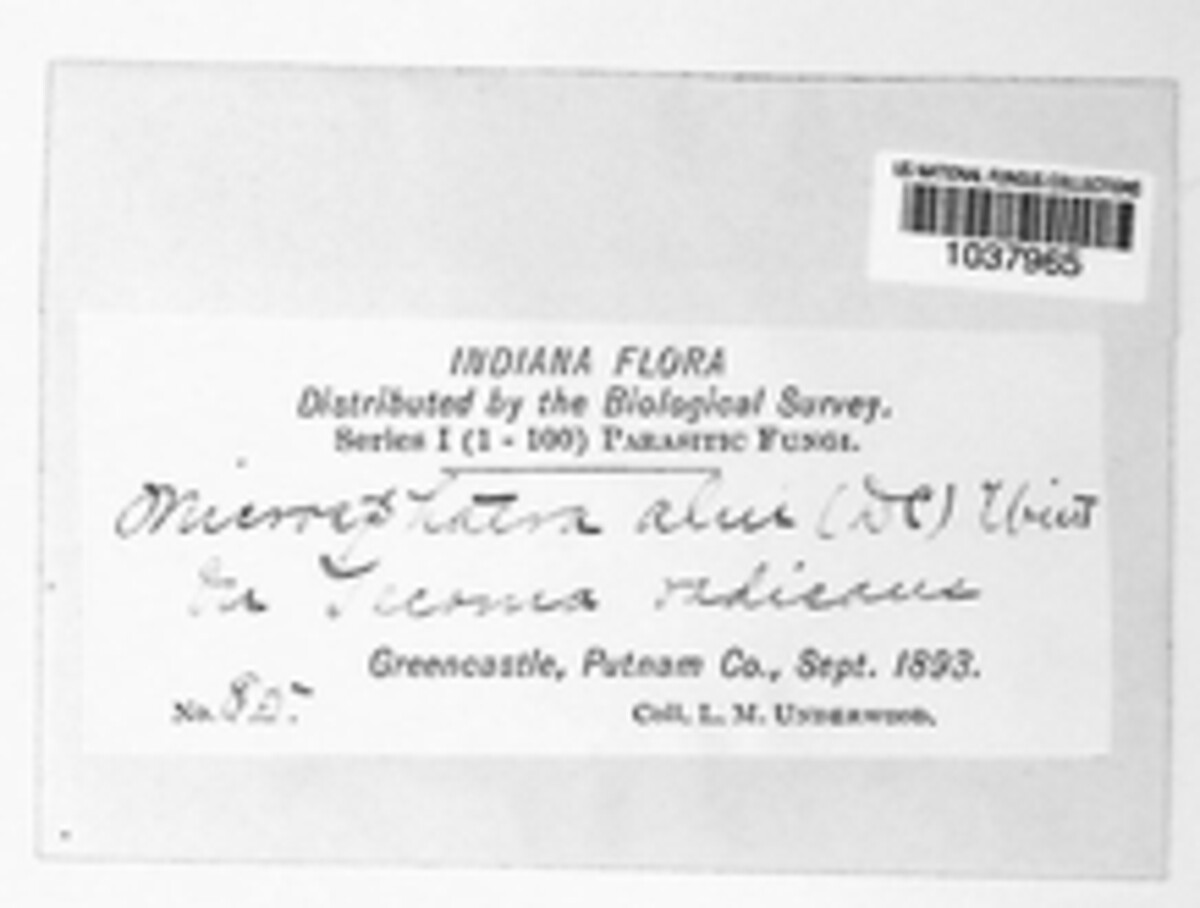 US NATIONAL FUNGUS COLLECTIONS
1037965
INDIANA FLORA
Distributed by the Biological Survey.
Series I (1 - 100) PARASITIC FUNGI.
Microsphaera alni (DC) Wint
On Tecoma radicans
Greencastle, Putnam Co., Sept. 1893.
No.
Coll. L. M. UNDERWOOD.